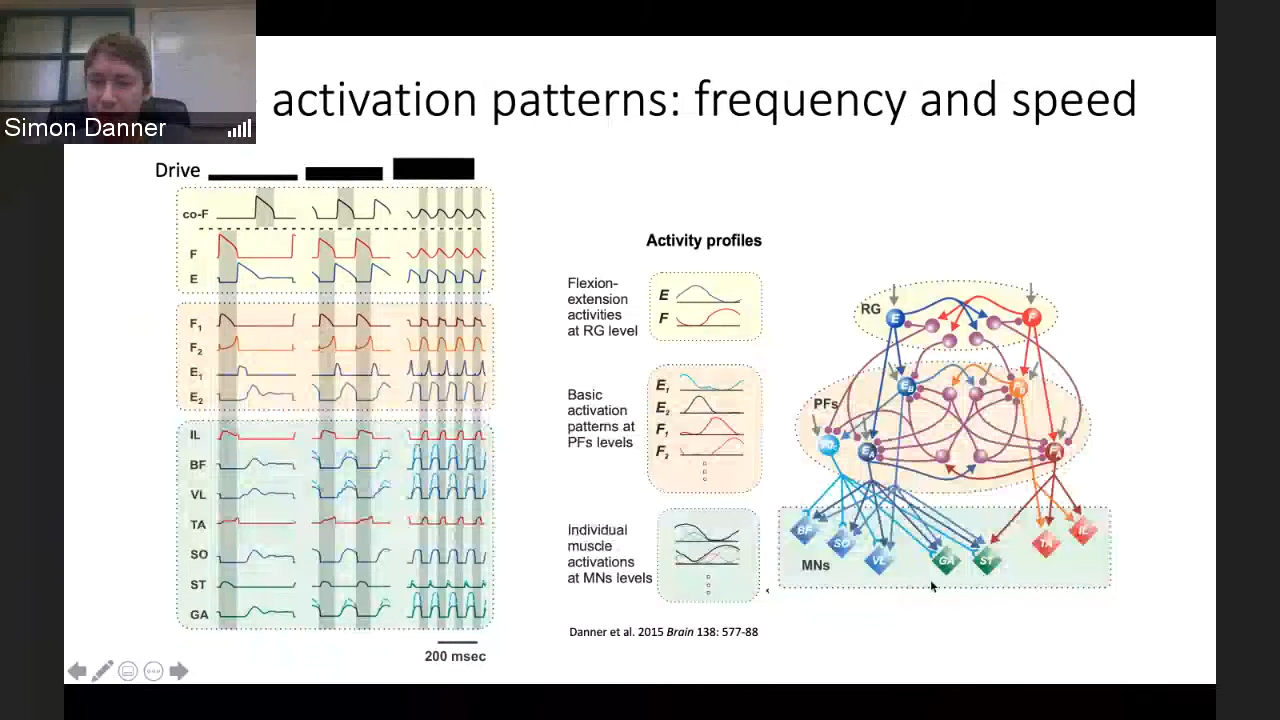 Simon Danner
activation patterns: frequency and speed
Drive
co-F
F
E
F1
F2
E1
E2
IL
BF
VL
TA
SO
ST
GA
200 msec
Activity profiles
Flexion-
extension
activities
at RG level
E
F
Basic
activation
patterns at
PFs levels
E1
E2
F1
F2
Individual
muscle
activations
at MNs levels
RG
E
F
PFs
EB
EA
MNs
BF
SO
VL
GA
ST
TA
IL
Danner et al. 2015 Brain 138: 577-88